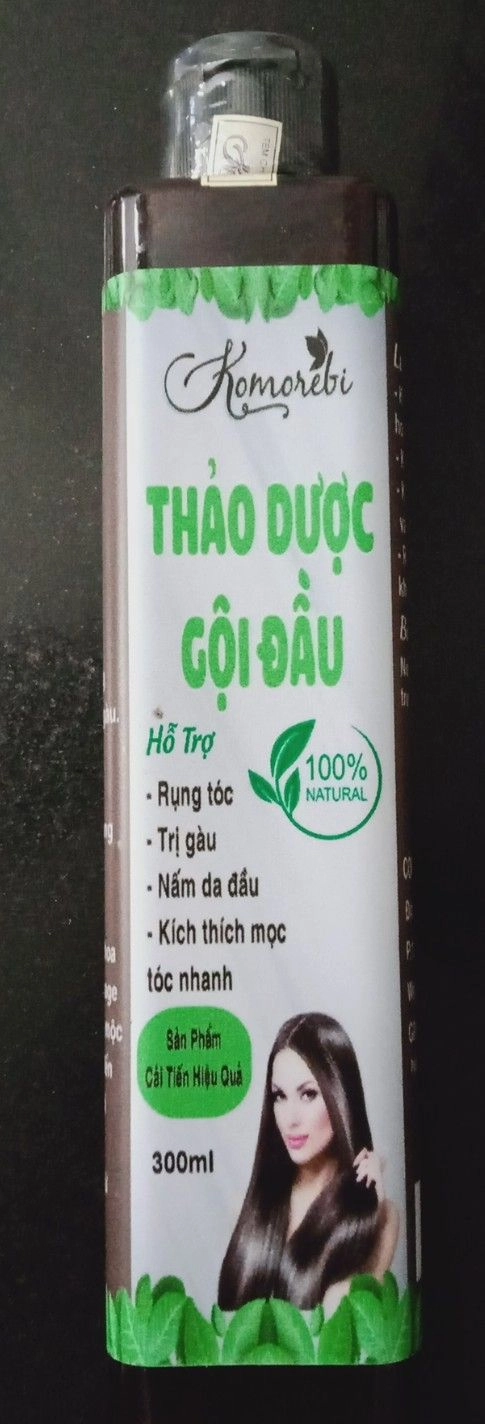 Komorebi
THẢO DƯỢC
GỘI ĐẦU
Hỗ Trợ
100%
NATURAL
- Rụng tóc
- Trị gàu
- Nấm da đầu
- Kích thích mọc
tóc nhanh
Sản Phẩm
Cải Tiến Hiệu Quả
300ml